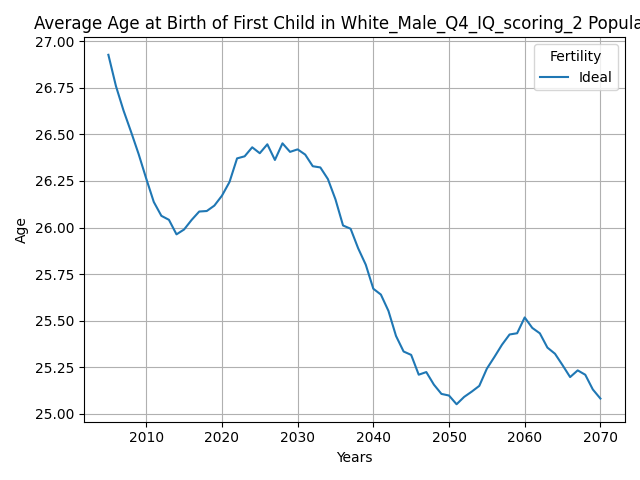 Average Age at Birth of First Child in White_Male_Q4_IQ_scoring_2 Popula
27.00
26.75
26.50
26.25
26.00
25.75
25.50
25.25
25.00
Age
Fertility
Ideal
2010 2020 2030 2040 2050 2060 2070
Years